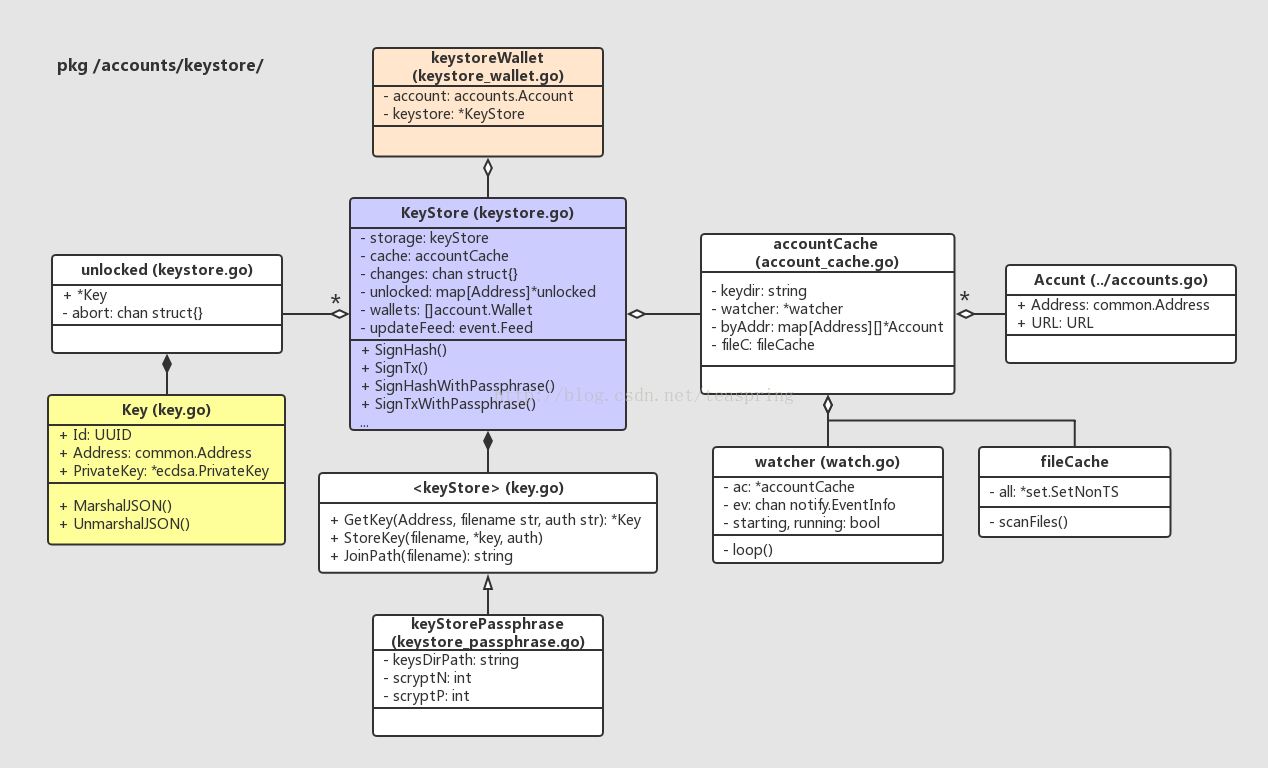 pkg /accounts/keystore/
keystoreWallet
(keystore_wallet.go)
- account: accounts.Account
- keystore: *KeyStore
KeyStore (keystore.go)
- storage: keyStore
- cache: accountCache
- changes: chan struct{}
- unlocked: map[Address]*unlocked
- wallets: []account.Wallet
- updateFeed: event.Feed
+ SignHash()
+ SignTx()
+ SignHashWithPassphrase()
+ SignTxWithPassphrase()
...
unlocked (keystore.go)
+ *Key
- abort: chan struct{}
*
Key (key.go)
+ Id: UUID
+ Address: common.Address
+ PrivateKey: *ecdsa.PrivateKey
+ MarshalJSON()
+ UnmarshalJSON()
accountCache
(account_cache.go)
- keydir: string
- watcher: *watcher
- byAddr: map[Address][]*Account
- fileC: fileCache
*
Accunt (../accounts.go)
+ Address: common.Address
+ URL: URL
http://blog.csdn.net/teaspring
<keyStore> (key.go)
+ GetKey(Address, filename str, auth str): *Key
+ StoreKey(filename, *key, auth)
+ JoinPath(filename): string
watcher (watch.go)
- ac: *accountCache
- ev: chan notify.EventInfo
- starting, running: bool
- loop()
fileCache
- all: *set.SetNonTS
- scanFiles()
keyStorePassphrase
(keystore_passphrase.go)
- keysDirPath: string
- scryptN: int
- scryptP: int